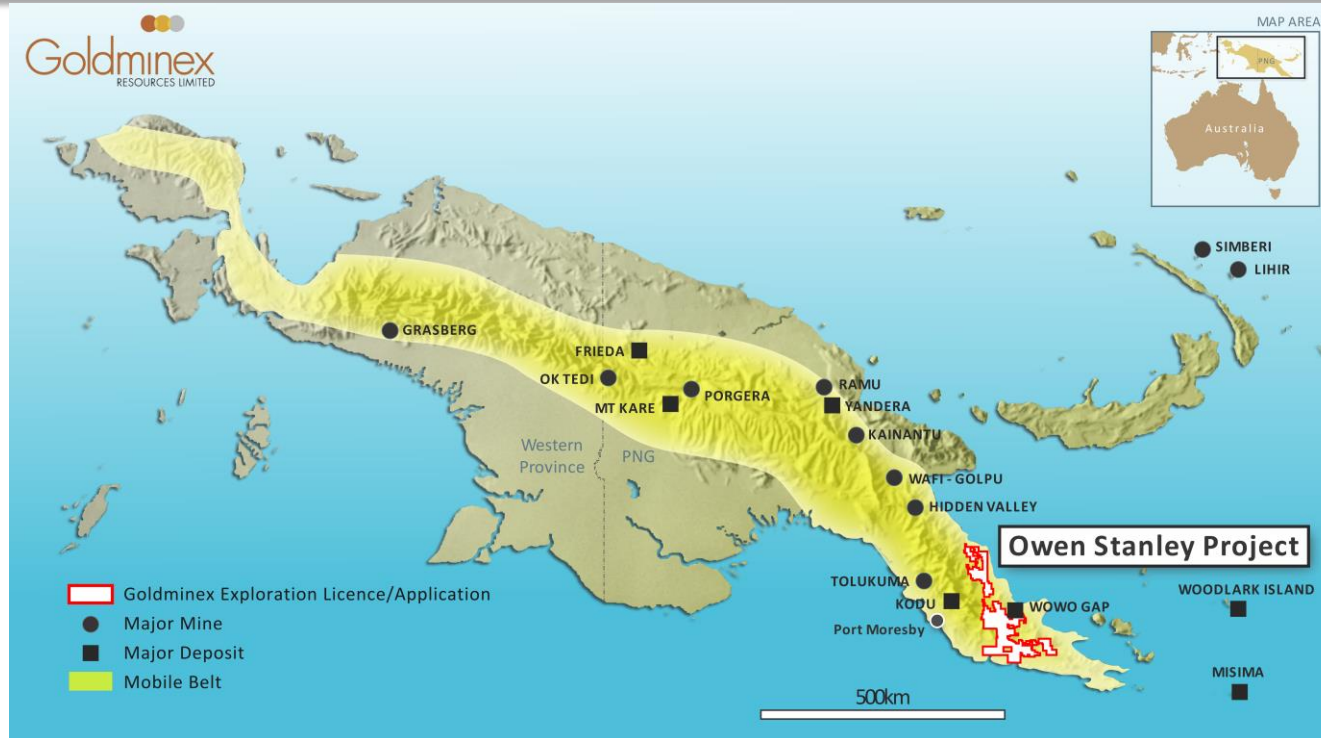 Goldminex
RESOURCES LIMITED
MAP AREA
PNG
Australia
SIMBERI
LIHIR
GRASBERG
FRIEDA
OK TEDI
MT KARE
PORGERA
RAMU
YANDERA
KAINANTU
Western
Province
PNG
WAFI - GOLPU
HIDDEN VALLEY
Owen Stanley Project
TOLUKUMA
KODU
Port Moresby
WOWO GAP
WOODLARK ISLAND
MISIMA
Goldminex Exploration Licence/Application
Major Mine
Major Deposit
Mobile Belt
500km